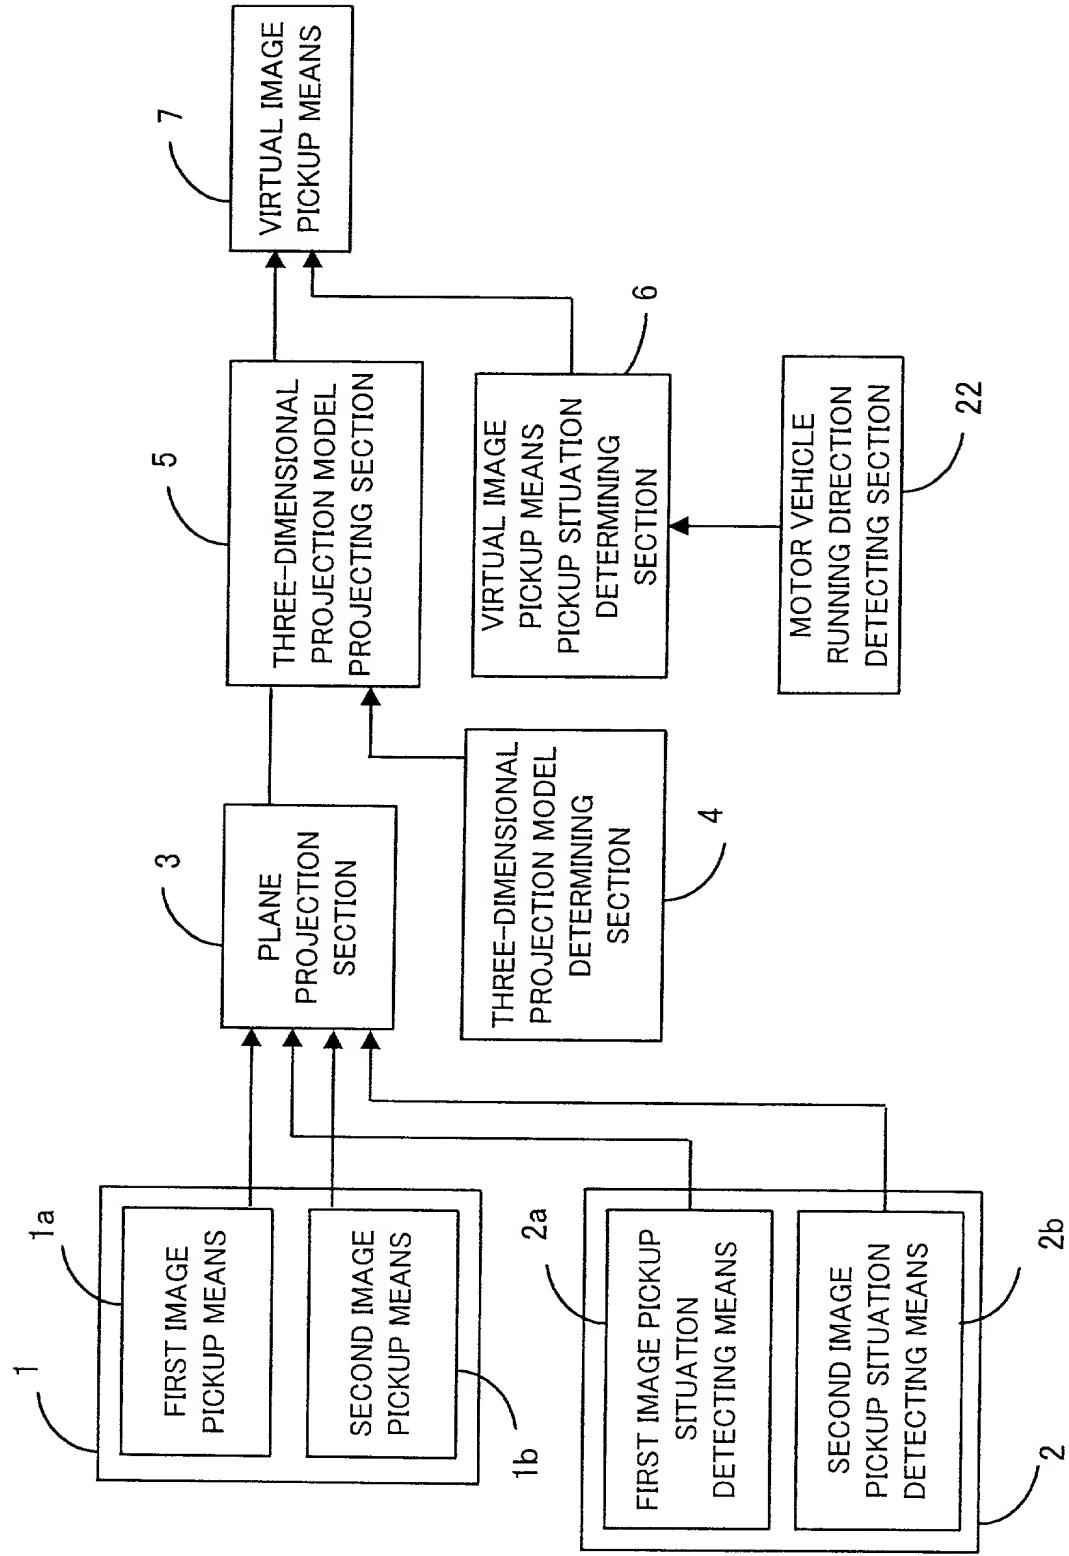 1
1a
FIRST IMAGE
PICKUP MEANS
SECOND IMAGE
PICKUP MEANS
1b
2a
FIRST IMAGE PICKUP
SITUATION
DETECTING MEANS
SECOND IMAGE
PICKUP SITUATION
DETECTING MEANS
2b
2
3
PLANE
PROJECTION
SECTION
THREE-DIMENSIONAL
PROJECTION MODEL
DETERMINING
SECTION
4
5
THREE-DIMENSIONAL
PROJECTION MODEL
PROJECTING SECTION
6
VIRTUAL IMAGE
PICKUP MEANS
PICKUP SITUATION
DETERMINING
SECTION
MOTOR VEHICLE
RUNNING DIRECTION
DETECTING SECTION
22
7
VIRTUAL IMAGE
PICKUP MEANS